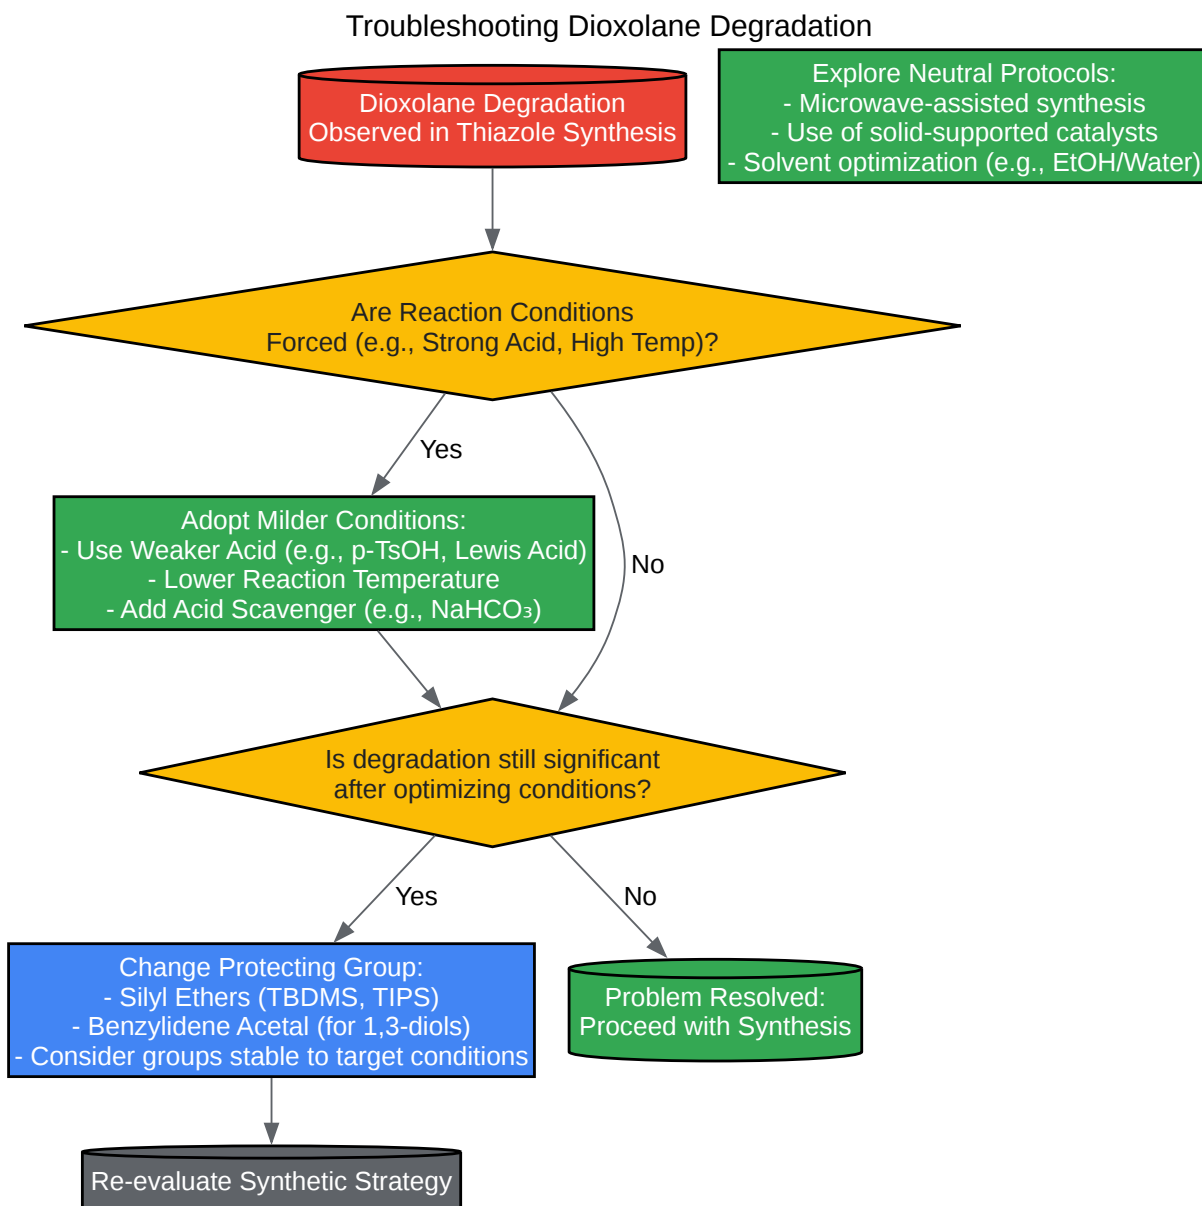 Troubleshooting Dioxolane Degradation
Dioxolane Degradation
Observed in Thiazole Synthesis
Explore Neutral Protocols:
- Microwave-assisted synthesis
- Use of solid-supported catalysts
- Solvent optimization (e.g., EtOH/Water)
Are Reaction Conditions
Forced (e.g., Strong Acid, High Temp)?
Yes
Adopt Milder Conditions:
- Use Weaker Acid (e.g., p-TsOH, Lewis Acid)
- Lower Reaction Temperature
- Add Acid Scavenger (e.g., NaHCO₃)
No
Is degradation still significant
after optimizing conditions?
Yes
No
Change Protecting Group:
- Silyl Ethers (TBDMS, TIPS)
- Benzylidene Acetal (for 1,3-diols)
- Consider groups stable to target conditions
Problem Resolved:
Proceed with Synthesis
Re-evaluate Synthetic Strategy